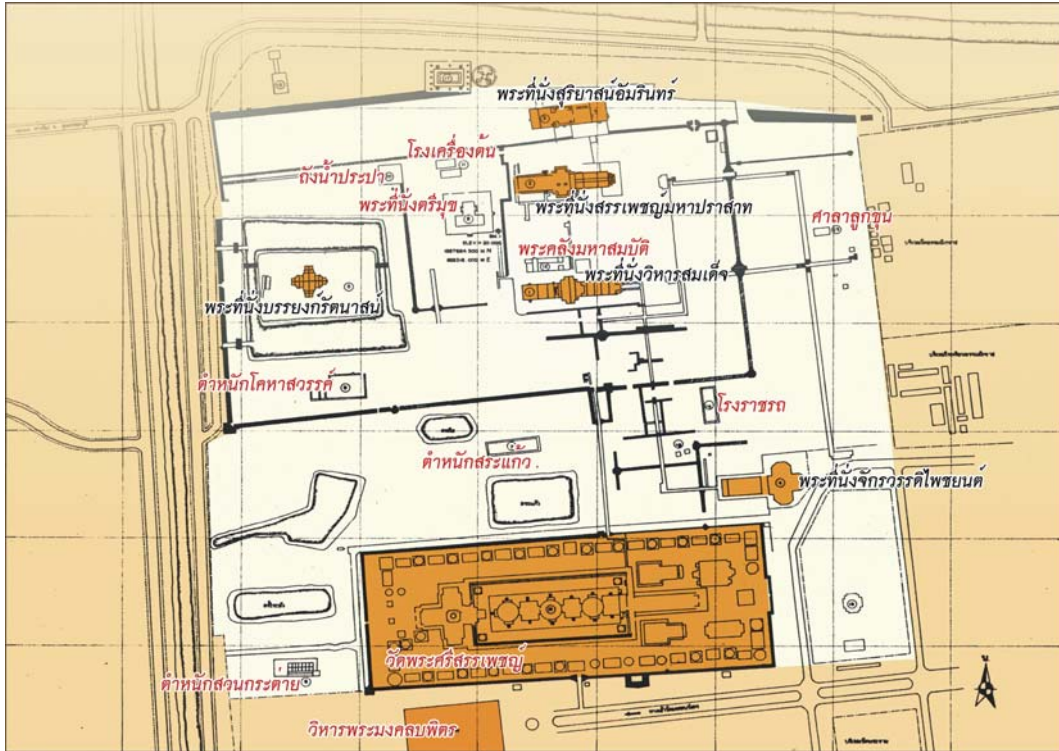 พระที่นั่งสุริยาสน์อัมรินทร์
โรงเครื่องต้น
ถังน้ำประปา
พระที่นั่งตรีมุข
พระที่นั่งสรรเพชญ์มหาปราสาท
ศาลาลูกขุน
พระคลังมหาสมบัติ
พระที่นั่งวิหารสมเด็จ
พระที่นั่งบรรยงก์รัตนาสน์
ตำหนักโคหาสวรรค์
โรงราชรถ
ตำหนักสระแก้ว
พระที่นั่งจักรวรรดิไพชยนต์
วัดพระศรีสรรเพชญ์
ตำหนักสวนกระต่าย
วิหารพระมงคลบพิตร
น